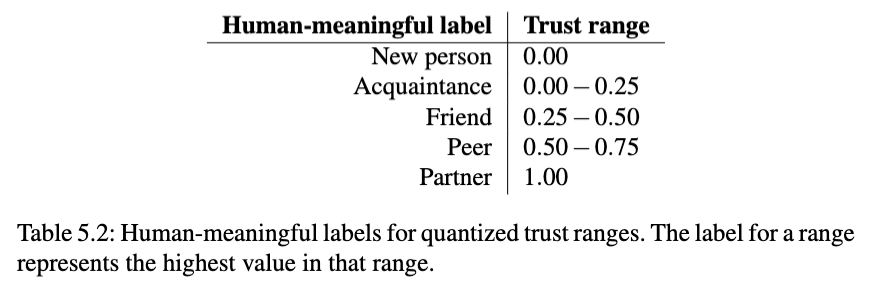 Human-meaningful label Trust range
New person 0.00
Acquaintance 0.00 – 0.25
Friend 0.25 – 0.50
Peer 0.50 – 0.75
Partner 1.00
Table 5.2: Human-meaningful labels for quantized trust ranges. The label for a range
represents the highest value in that range.